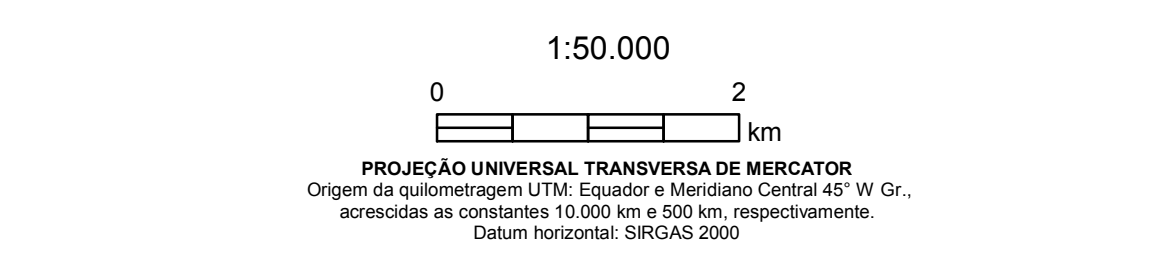 1:50.000
0 2
km
PROJEÇÃO UNIVERSAL TRANSVERSA DE MERCATOR
Origem da quilometragem UTM: Equador e Meridiano Central 45° W Gr.,
acrescidas as constantes 10.000 km e 500 km, respectivamente.
Datum horizontal: SIRGAS 2000